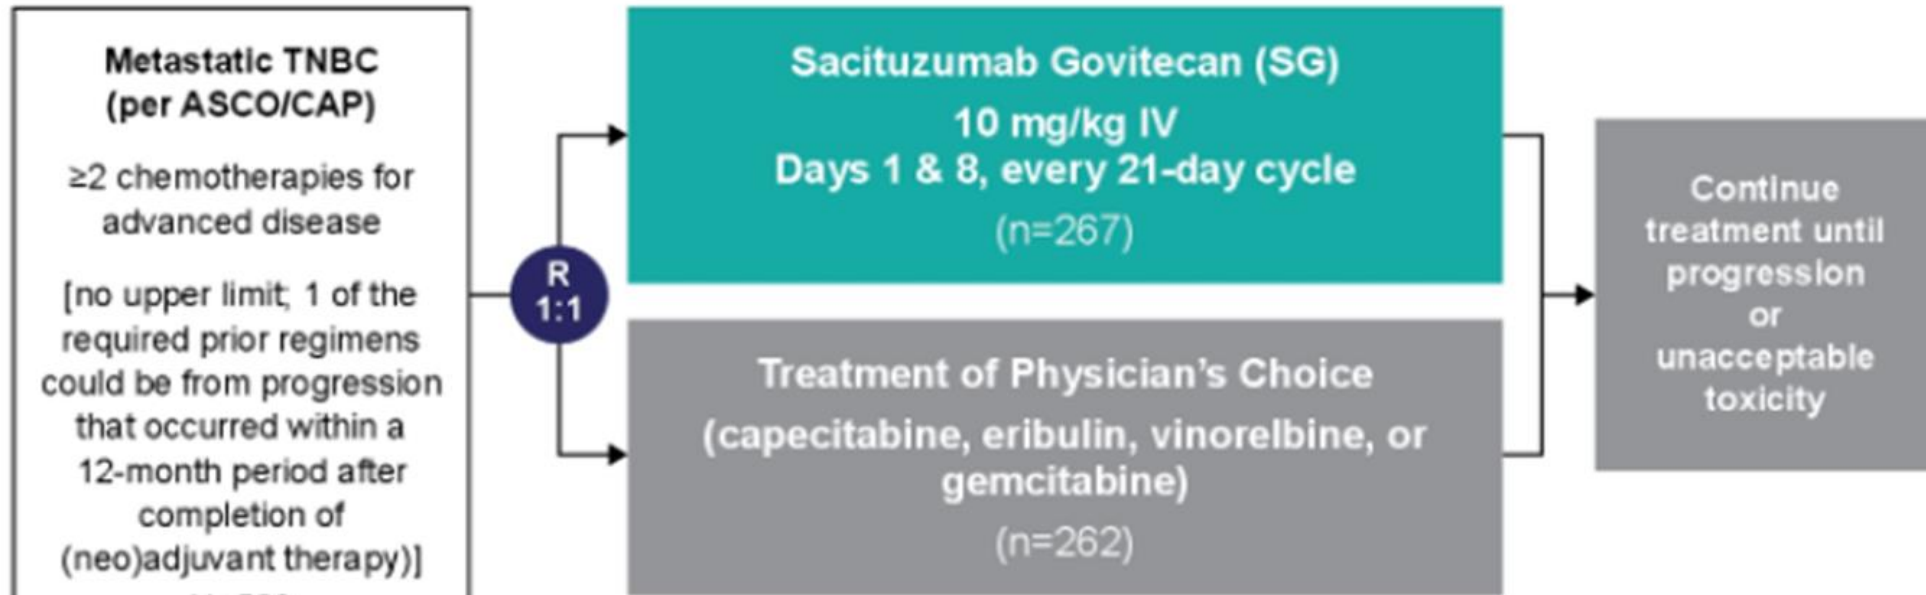 Metastatic TNBC
(per ASCO/CAP)
≥2 chemotherapies for
advanced disease
[no upper limit; 1 of the
required prior regimens
could be from progression
that occurred within a
12-month period after
completion of
(neo)adjuvant therapy)]
R
1:1
Sacituzumab Govitecan (SG)
10 mg/kg IV
Days 1 & 8, every 21-day cycle
(n=267)
Treatment of Physician’s Choice
(capecitabine, eribulin, vinorelbine, or
gemcitabine)
(n=262)
Continue
treatment until
progression
or
unacceptable
toxicity